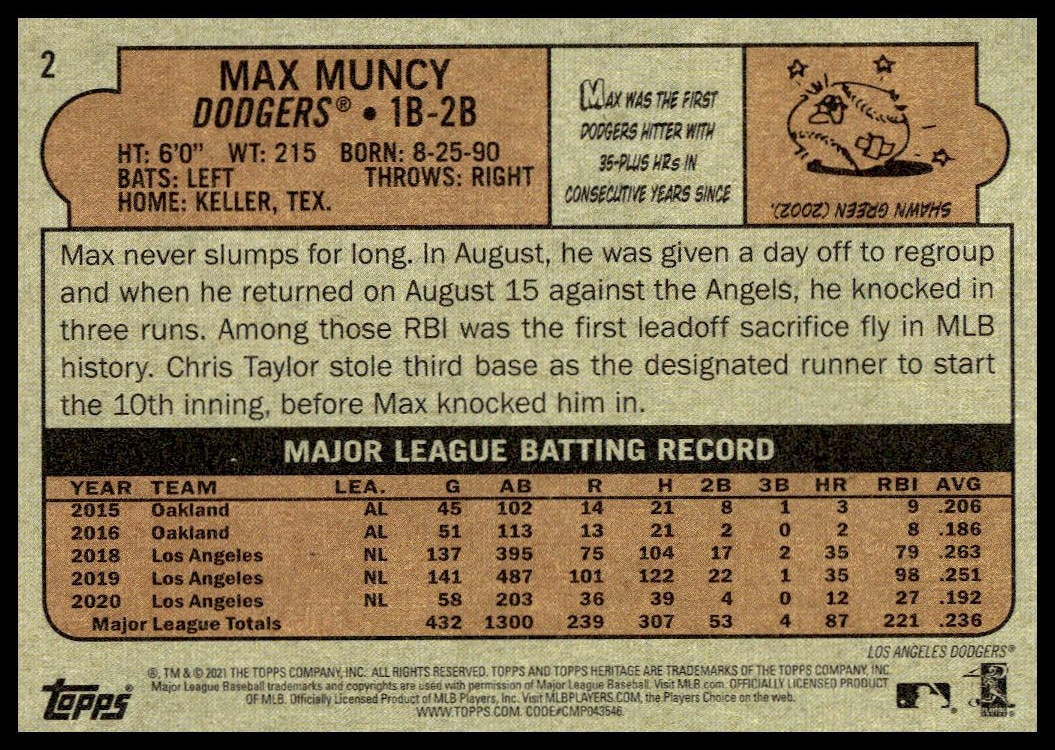 2
MAX MUNCY
DODGERS® • 1B-2B
HT: 6'0" WT: 215 BORN: 8-25-90
BATS: LEFT THROWS: RIGHT
HOME: KELLER, TEX.
MAX WAS THE FIRST
DODGERS HITTER WITH
35-PLUS HRs IN
CONSECUTIVE YEARS SINCE
SHAWN GREEN (2002).
Max never slumps for long. In August, he was given a day off to regroup
and when he returned on August 15 against the Angels, he knocked in
three runs. Among those RBI was the first leadoff sacrifice fly in MLB
history. Chris Taylor stole third base as the designated runner to start
the 10th inning, before Max knocked him in.
MAJOR LEAGUE BATTING RECORD
YEAR TEAM LEA. G AB R H 2B 3B HR RBI AVG
2015 Oakland AL 45 102 14 21 8 1 3 9 .206
2016 Oakland AL 51 113 13 21 2 0 2 8 .186
2018 Los Angeles NL 137 395 75 104 17 2 35 79 .263
2019 Los Angeles NL 141 487 101 122 22 1 35 98 .251
2020 Los Angeles NL 58 203 36 39 4 0 12 27 .192
Major League Totals 432 1300 239 307 53 4 87 221 .236
LOS ANGELES DODGERS®
®, TM & © 2021 THE TOPPS COMPANY, INC. ALL RIGHTS RESERVED. TOPPS AND TOPPS HERITAGE ARE TRADEMARKS OF THE TOPPS COMPANY, INC.
Major League Baseball trademarks and copyrights are used with permission of Major League Baseball. Visit MLB.com. OFFICIALLY LICENSED PRODUCT
OF MLB. Officially Licensed Product of MLB Players, Inc. Visit MLBPLAYERS.COM, the Players Choice on the web.
WWW.TOPPS.COM. CODE#CMP043546.
Topps®